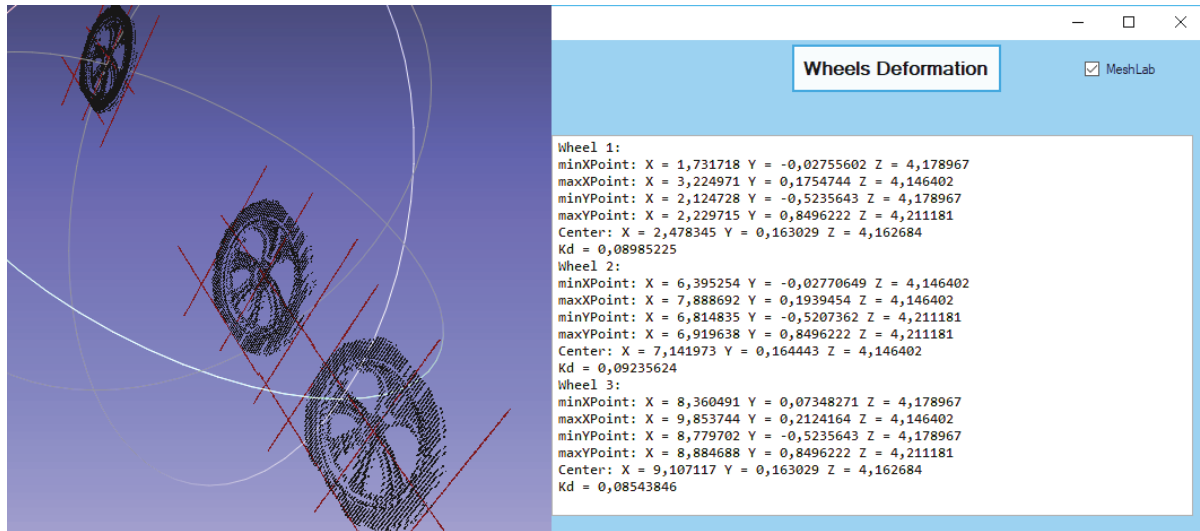 Wheels Deformation
MeshLab
Wheel 1:
minXPoint: X = 1,731718 Y = -0,02755602 Z = 4,178967
maxXPoint: X = 3,224971 Y = 0,1754744 Z = 4,146402
minYPoint: X = 2,124728 Y = -0,5235643 Z = 4,178967
maxYPoint: X = 2,229715 Y = 0,8496222 Z = 4,211181
Center: X = 2,478345 Y = 0,163029 Z = 4,162684
Kd = 0,08985225
Wheel 2:
minXPoint: X = 6,395254 Y = -0,02770649 Z = 4,146402
maxXPoint: X = 7,888692 Y = 0,1939454 Z = 4,146402
minYPoint: X = 6,814835 Y = -0,5207362 Z = 4,211181
maxYPoint: X = 6,919638 Y = 0,8496222 Z = 4,211181
Center: X = 7,141973 Y = 0,164443 Z = 4,146402
Kd = 0,09235624
Wheel 3:
minXPoint: X = 8,360491 Y = 0,07348271 Z = 4,178967
maxXPoint: X = 9,853744 Y = 0,2124164 Z = 4,146402
minYPoint: X = 8,779702 Y = -0,5235643 Z = 4,178967
maxYPoint: X = 8,884688 Y = 0,8496222 Z = 4,211181
Center: X = 9,107117 Y = 0,163029 Z = 4,162684
Kd = 0,08543846